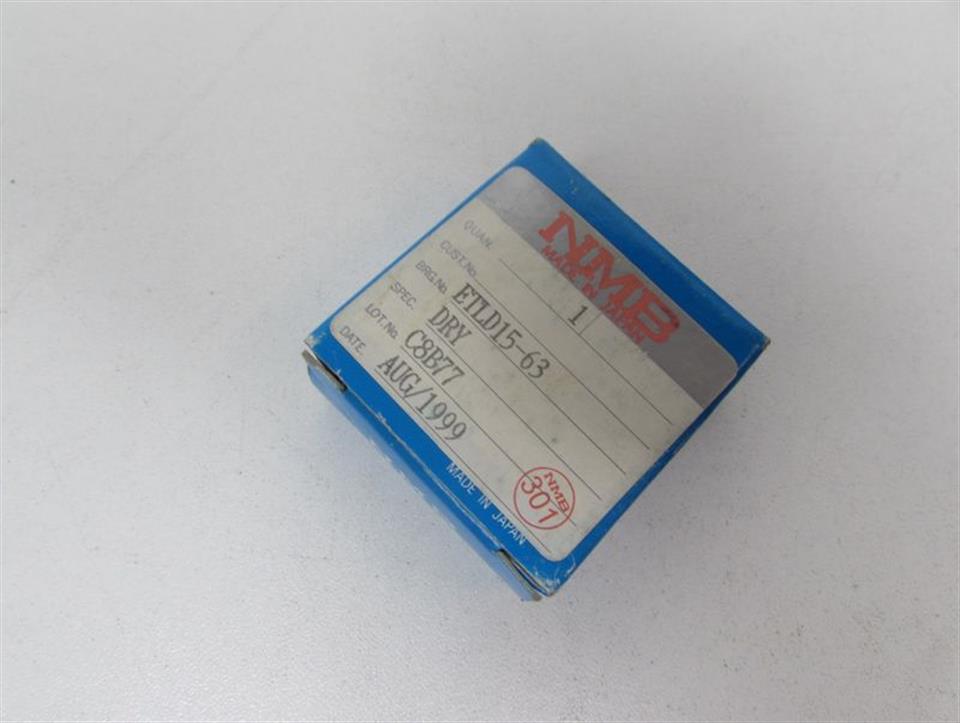 NMB
MADE IN JAPAN
QUAN. 1
CUST.No.
BRG.No. ETLD15-63
SPEC. DRY
LOT.No. C8B77
DATE. AUG/1999
NMB
301
MADE IN JAPAN